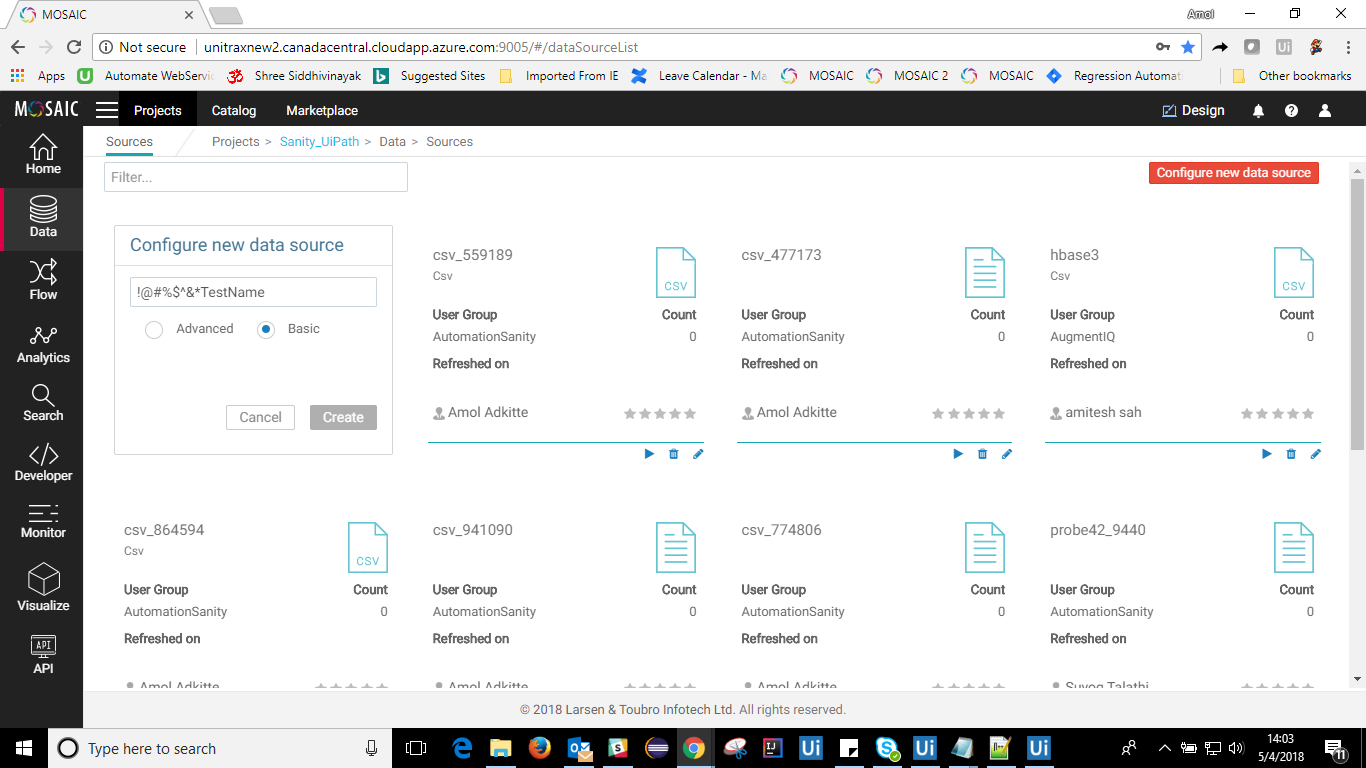 MOSAIC
Amol
Not secure | unitraxnew2.canadacentral.cloudapp.azure.com:9005/#/dataSourceList
Apps Automate WebServic Shree Siddhivinayak Suggested Sites Imported From IE Leave Calendar - Ma MOSAIC MOSAIC 2 MOSAIC Regression Automat Other bookmarks
MOSAIC Projects Catalog Marketplace Design
Sources Projects > Sanity_UiPath > Data > Sources
Home
Data
Flow
Analytics
Search
Developer
Monitor
Visualize
API
API
Filter...
Configure new data source
Configure new data source
!@#%$^&*TestName
Advanced Basic
Cancel Create
csv_559189
Csv
CSV
User Group Count
AutomationSanity 0
Refreshed on
Amol Adkitte
csv_477173
User Group Count
AutomationSanity 0
Refreshed on
Amol Adkitte
hbase3
Csv
CSV
User Group Count
AugmentIQ 0
Refreshed on
amitesh sah
csv_864594
Csv
CSV
User Group Count
AutomationSanity 0
Refreshed on
Amol Adkitte
csv_941090
User Group Count
AutomationSanity 0
Refreshed on
Amol Adkitte
csv_774806
User Group Count
AutomationSanity 0
Refreshed on
Amol Adkitte
probe42_9440
User Group Count
AutomationSanity 0
Refreshed on
Suyog Talathi
© 2018 Larsen & Toubro Infotech Ltd. All rights reserved.
Type here to search
14:03
5/4/2018
11